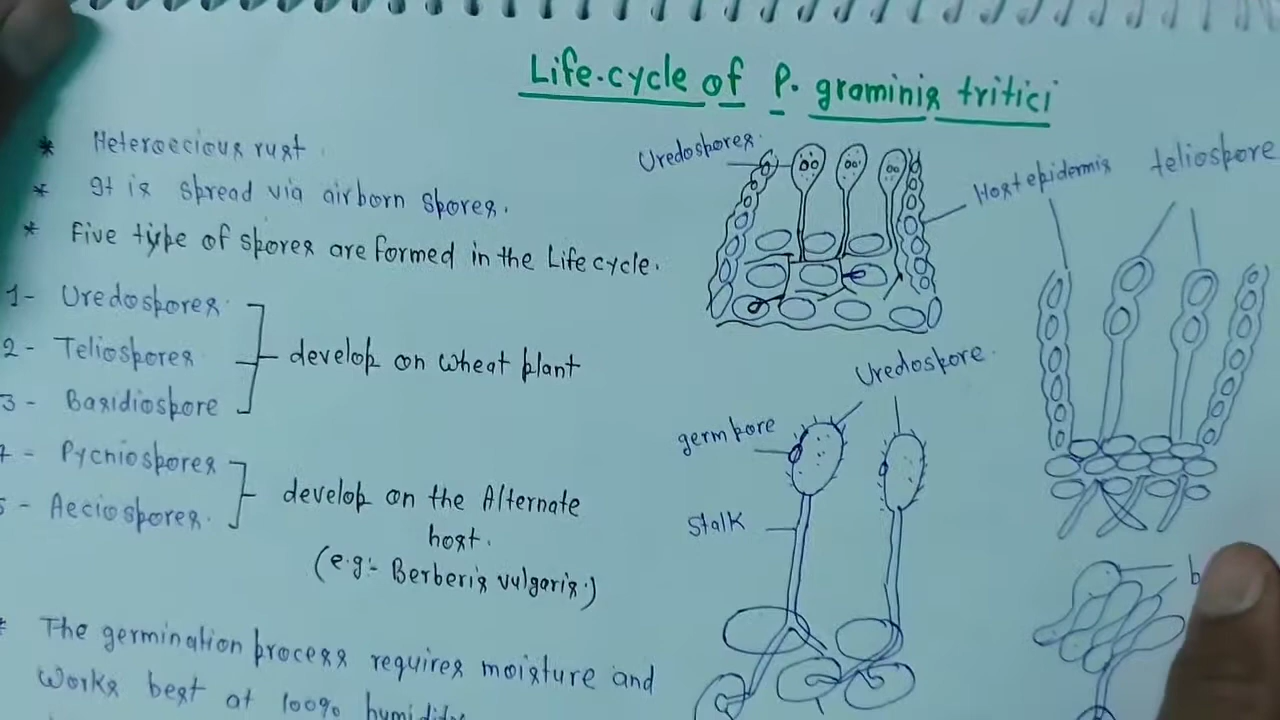 Life.cycle of P. graminis tritici
* Heteroecious rust.
* It is spread via airborn spores.
* Five type of spores are formed in the Life cycle.
1- Uredospores
2- Teliospores
3- Basidiospore
develop on wheat plant
Pycniospores
Aeciospores.
develop on the Alternate
host.
(e.g:- Berberis vulgaris.)
* The germination process requires moisture and
works best at 100% humidity
Uredospores
Host epidermis
teliospore
Uredospore
germ pore
Stalk
b